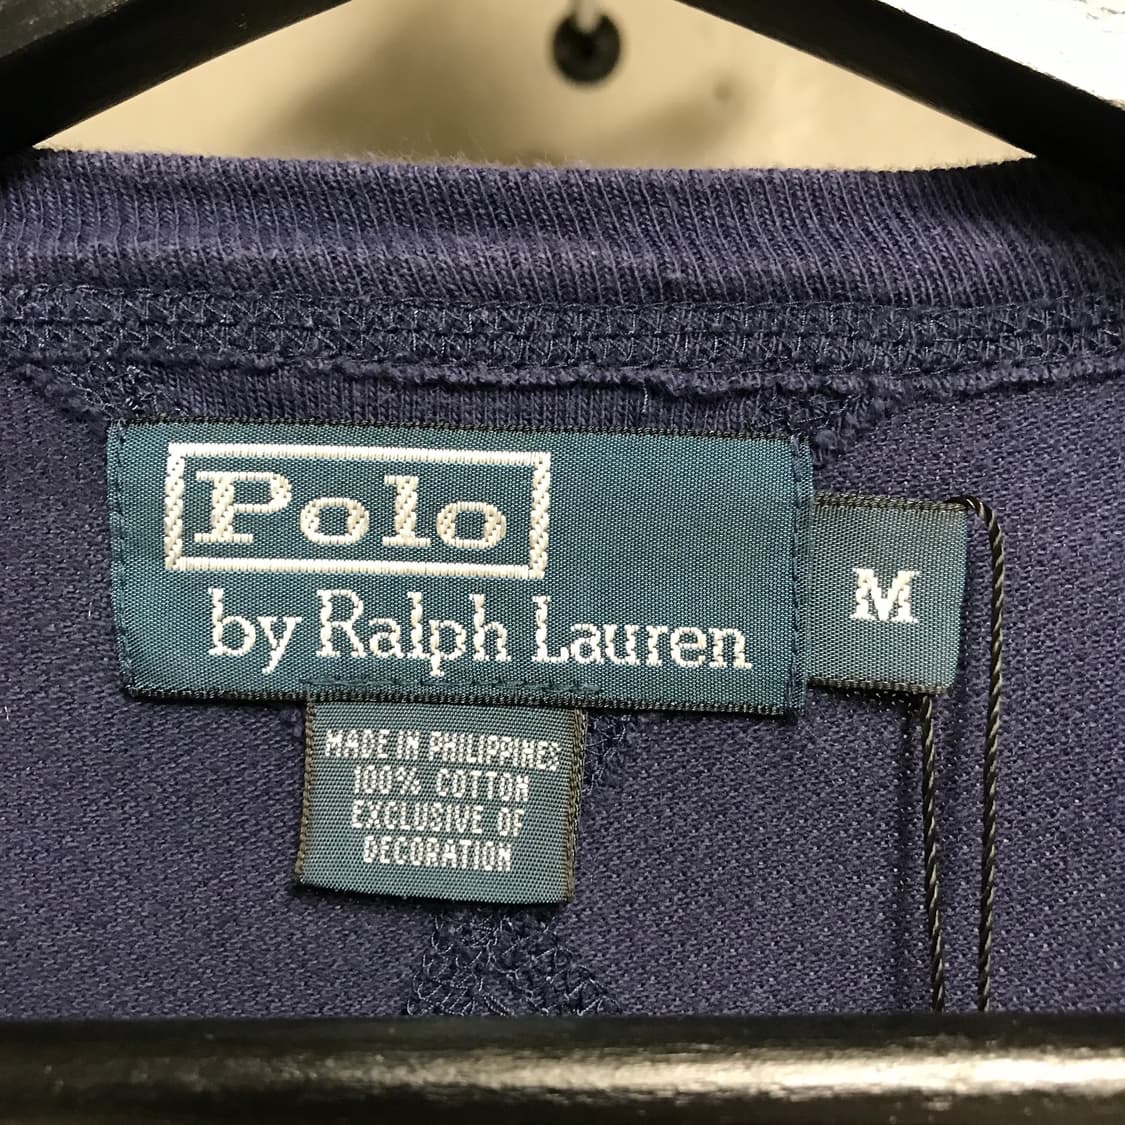 Polo
by Ralph Lauren
M
MADE IN PHILIPPINES
100% COTTON
EXCLUSIVE OF
DECORATION